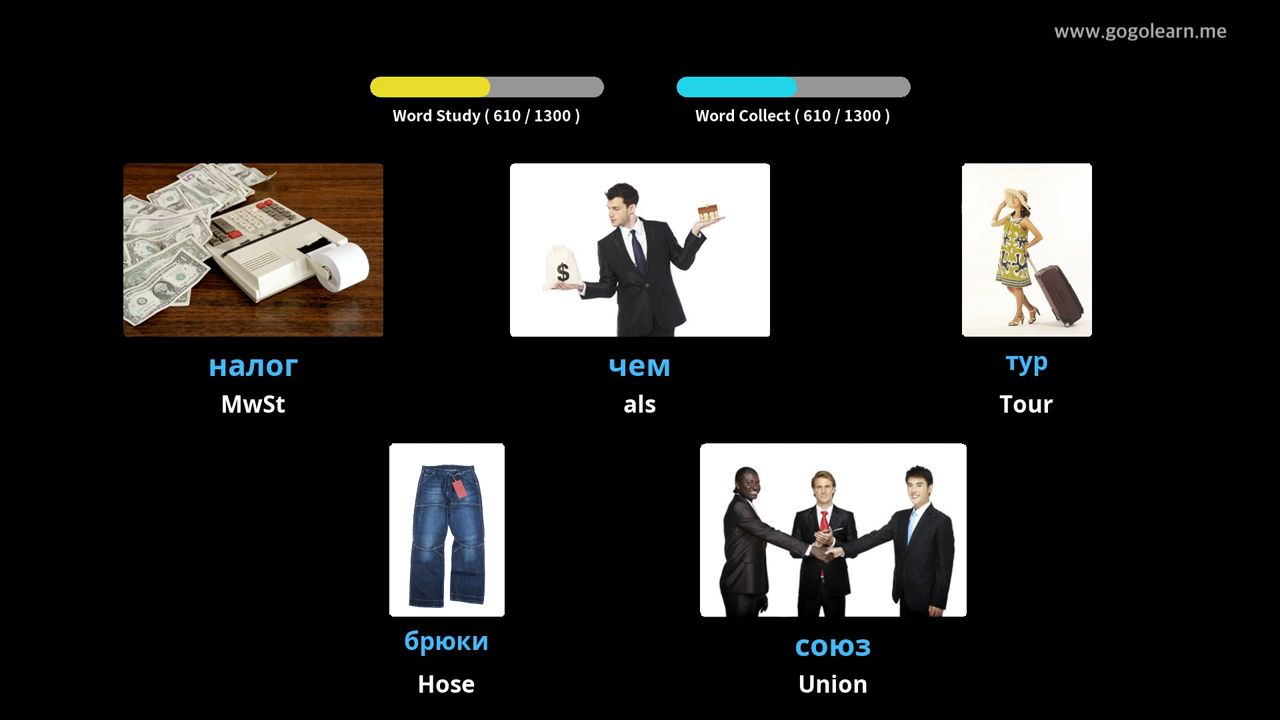 www.gogolearn.me
Word Study ( 610 / 1300 )
Word Collect ( 610 / 1300 )
$
налог
чем
тур
MwSt
als
Tour
брюки
союз
Hose
Union